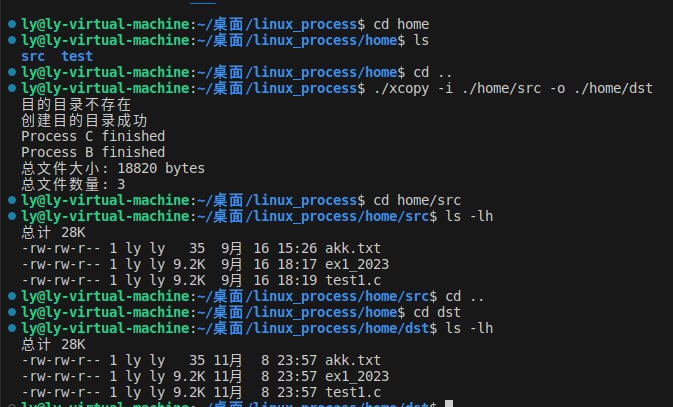 ly@ly-virtual-machine:~/桌面/linux_process$ cd home
ly@ly-virtual-machine:~/桌面/linux_process/home$ ls
src  test
ly@ly-virtual-machine:~/桌面/linux_process/home$ cd ..
ly@ly-virtual-machine:~/桌面/linux_process$ ./xcopy -i ./home/src -o ./home/dst
目的目录不存在
创建目的目录成功
Process C finished
Process B finished
总文件大小: 18820 bytes
总文件数量: 3
ly@ly-virtual-machine:~/桌面/linux_process$ cd home/src
ly@ly-virtual-machine:~/桌面/linux_process/home/src$ ls -lh
总计 28K
-rw-rw-r-- 1 ly ly   35  9月 16 15:26 akk.txt
-rw-rw-r-- 1 ly ly 9.2K  9月 16 18:17 ex1_2023
-rw-rw-r-- 1 ly ly 9.2K  9月 16 18:19 test1.c
ly@ly-virtual-machine:~/桌面/linux_process/home/src$ cd ..
ly@ly-virtual-machine:~/桌面/linux_process/home$ cd dst
ly@ly-virtual-machine:~/桌面/linux_process/home/dst$ ls -lh
总计 28K
-rw-rw-r-- 1 ly ly   35 11月  8 23:57 akk.txt
-rw-rw-r-- 1 ly ly 9.2K 11月  8 23:57 ex1_2023
-rw-rw-r-- 1 ly ly 9.2K 11月  8 23:57 test1.c
ly@ly-virtual-machine:~/桌面/linux_process/home/dst$